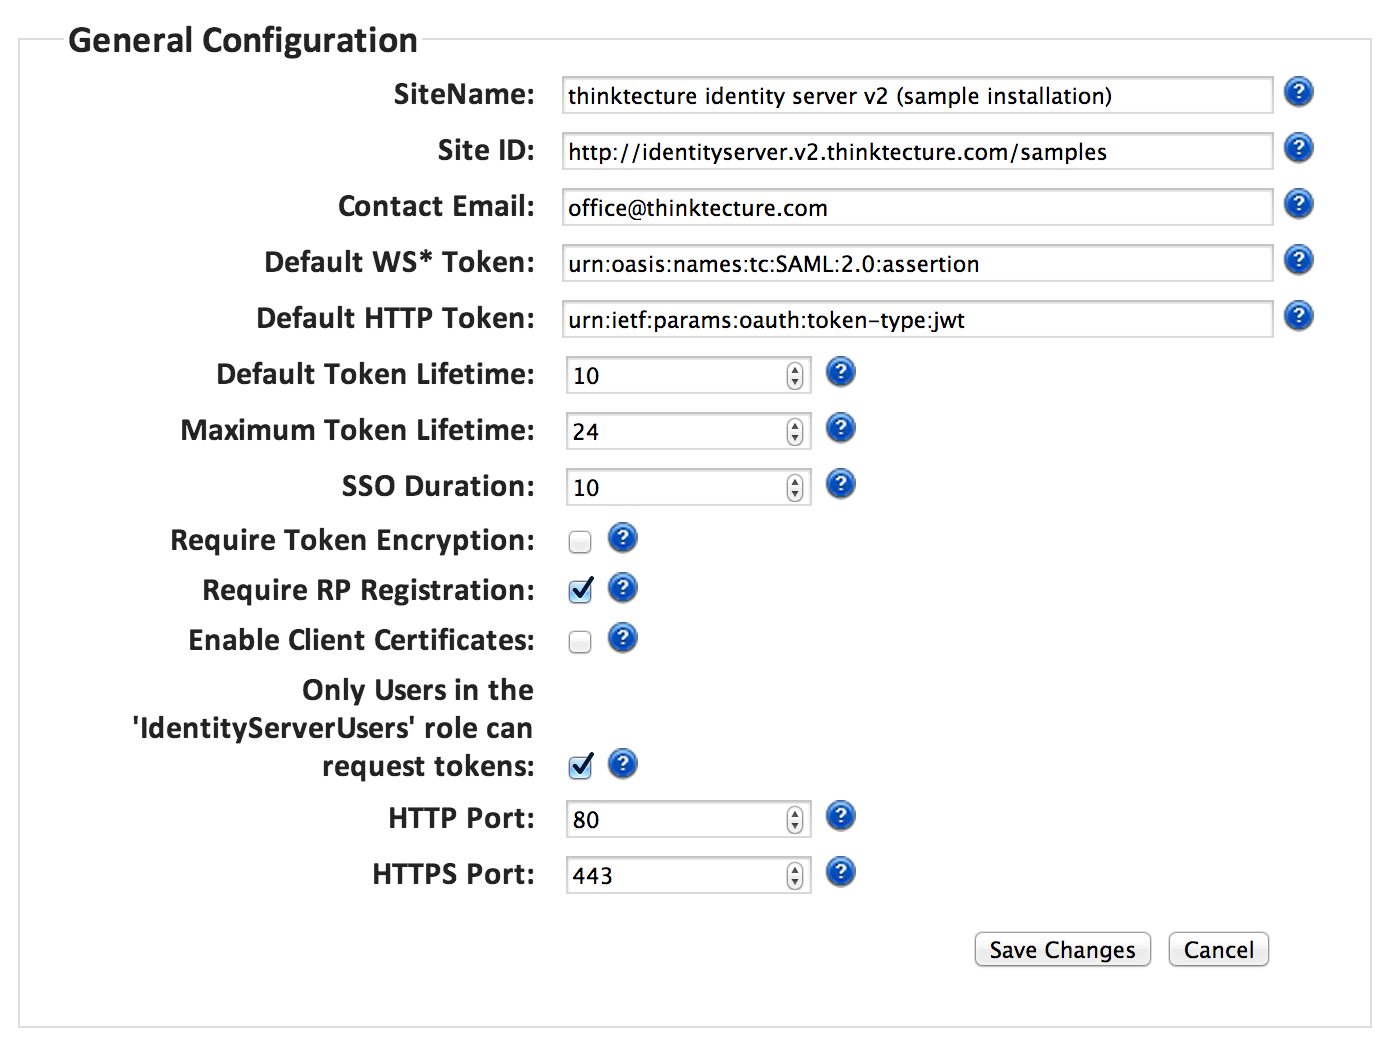 General Configuration
SiteName: thinktecture identity server v2 (sample installation)
Site ID: http://identityserver.v2.thinktecture.com/samples
Contact Email: office@thinktecture.com
Default WS* Token: urn:oasis:names:tc:SAML:2.0:assertion
Default HTTP Token: urn:ietf:params:oauth:token-type:jwt
Default Token Lifetime: 10
Maximum Token Lifetime: 24
SSO Duration: 10
Require Token Encryption:
Require RP Registration:
Enable Client Certificates:
Only Users in the
'IdentityServerUsers' role can
request tokens:
HTTP Port: 80
HTTPS Port: 443
Save Changes Cancel